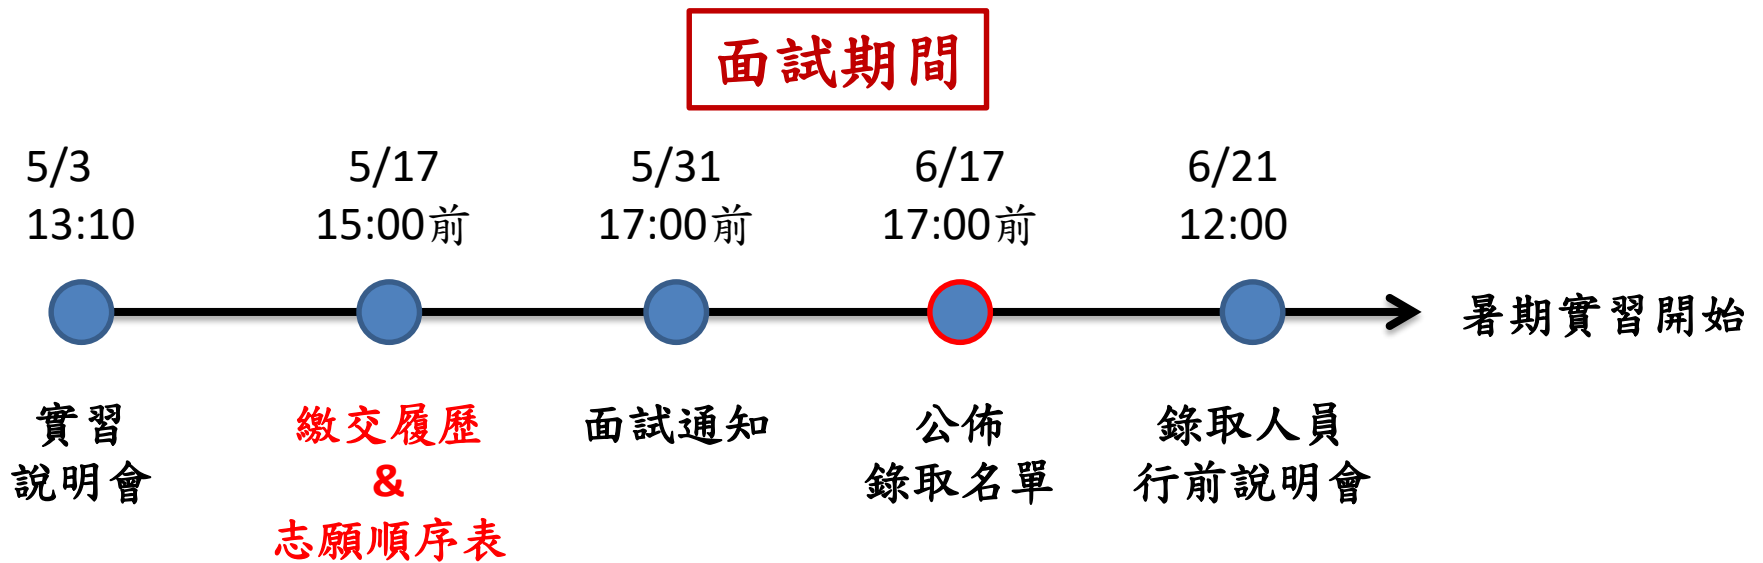 面試期間
5/3
13:10
5/17
15:00前
5/31
17:00前
6/17
17:00前
6/21
12:00
暑期實習開始
實習
說明會
繳交履歷
&
志願順序表
面試通知
公佈
錄取名單
錄取人員
行前說明會